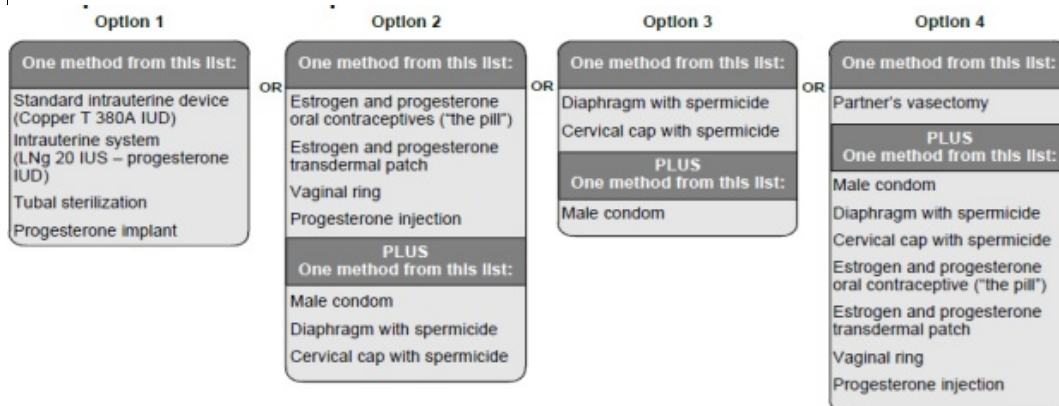 Option 1
One method from this list:
Standard intrauterine device
(Copper T 380A IUD)
Intrauterine system
(LNg 20 IUS – progesterone
IUD)
Tubal sterilization
Progesterone implant
OR
Option 2
One method from this list:
Estrogen and progesterone
oral contraceptives ("the pill")
Estrogen and progesterone
transdermal patch
Vaginal ring
Progesterone injection
PLUS
One method from this list:
Male condom
Diaphragm with spermicide
Cervical cap with spermicide
OR
Option 3
One method from this list:
Diaphragm with spermicide
Cervical cap with spermicide
PLUS
One method from this list:
Male condom
OR
Option 4
One method from this list:
Partner's vasectomy
PLUS
One method from this list:
Male condom
Diaphragm with spermicide
Cervical cap with spermicide
Estrogen and progesterone
oral contraceptive ("the pill")
Estrogen and progesterone
transdermal patch
Vaginal ring
Progesterone injection